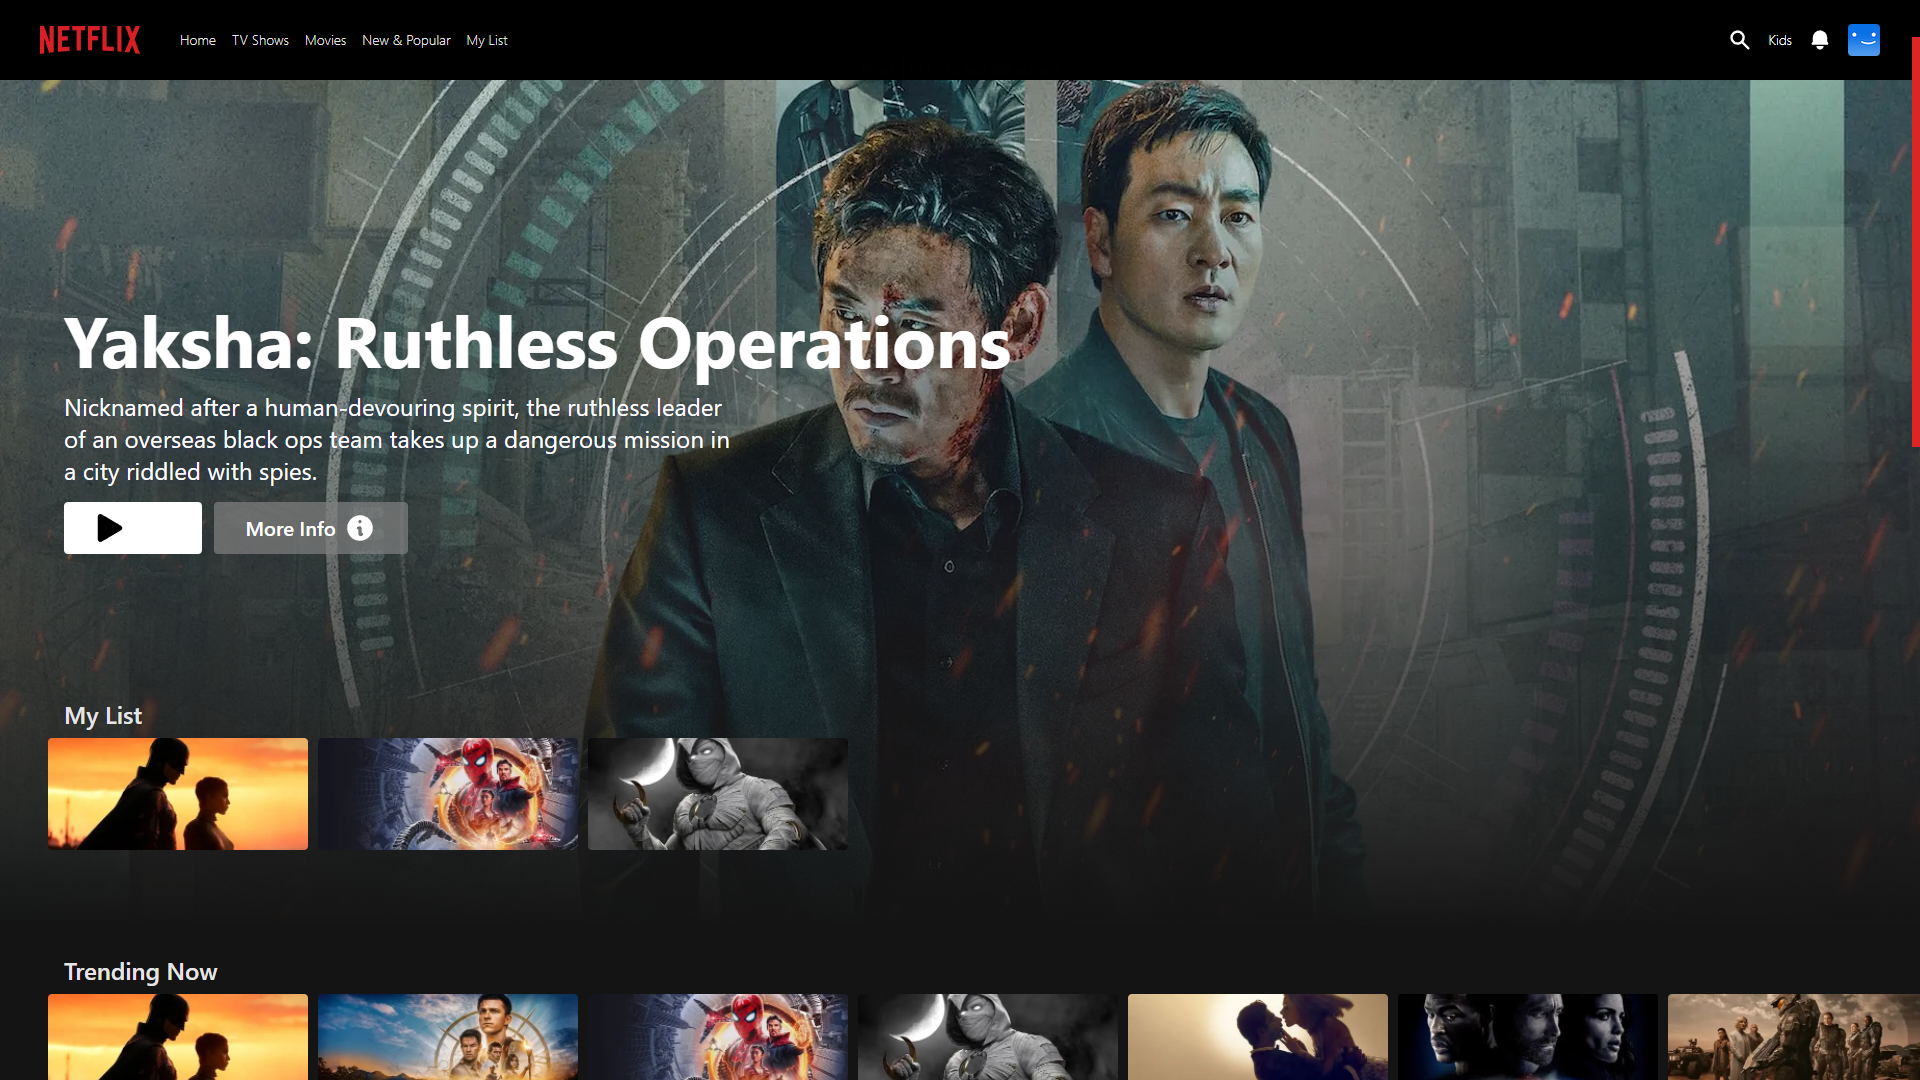 NETFLIX
Home TV Shows Movies New & Popular My List
Kids
Yaksha: Ruthless Operations
Nicknamed after a human-devouring spirit, the ruthless leader
of an overseas black ops team takes up a dangerous mission in
a city riddled with spies.
More Info
My List
Trending Now